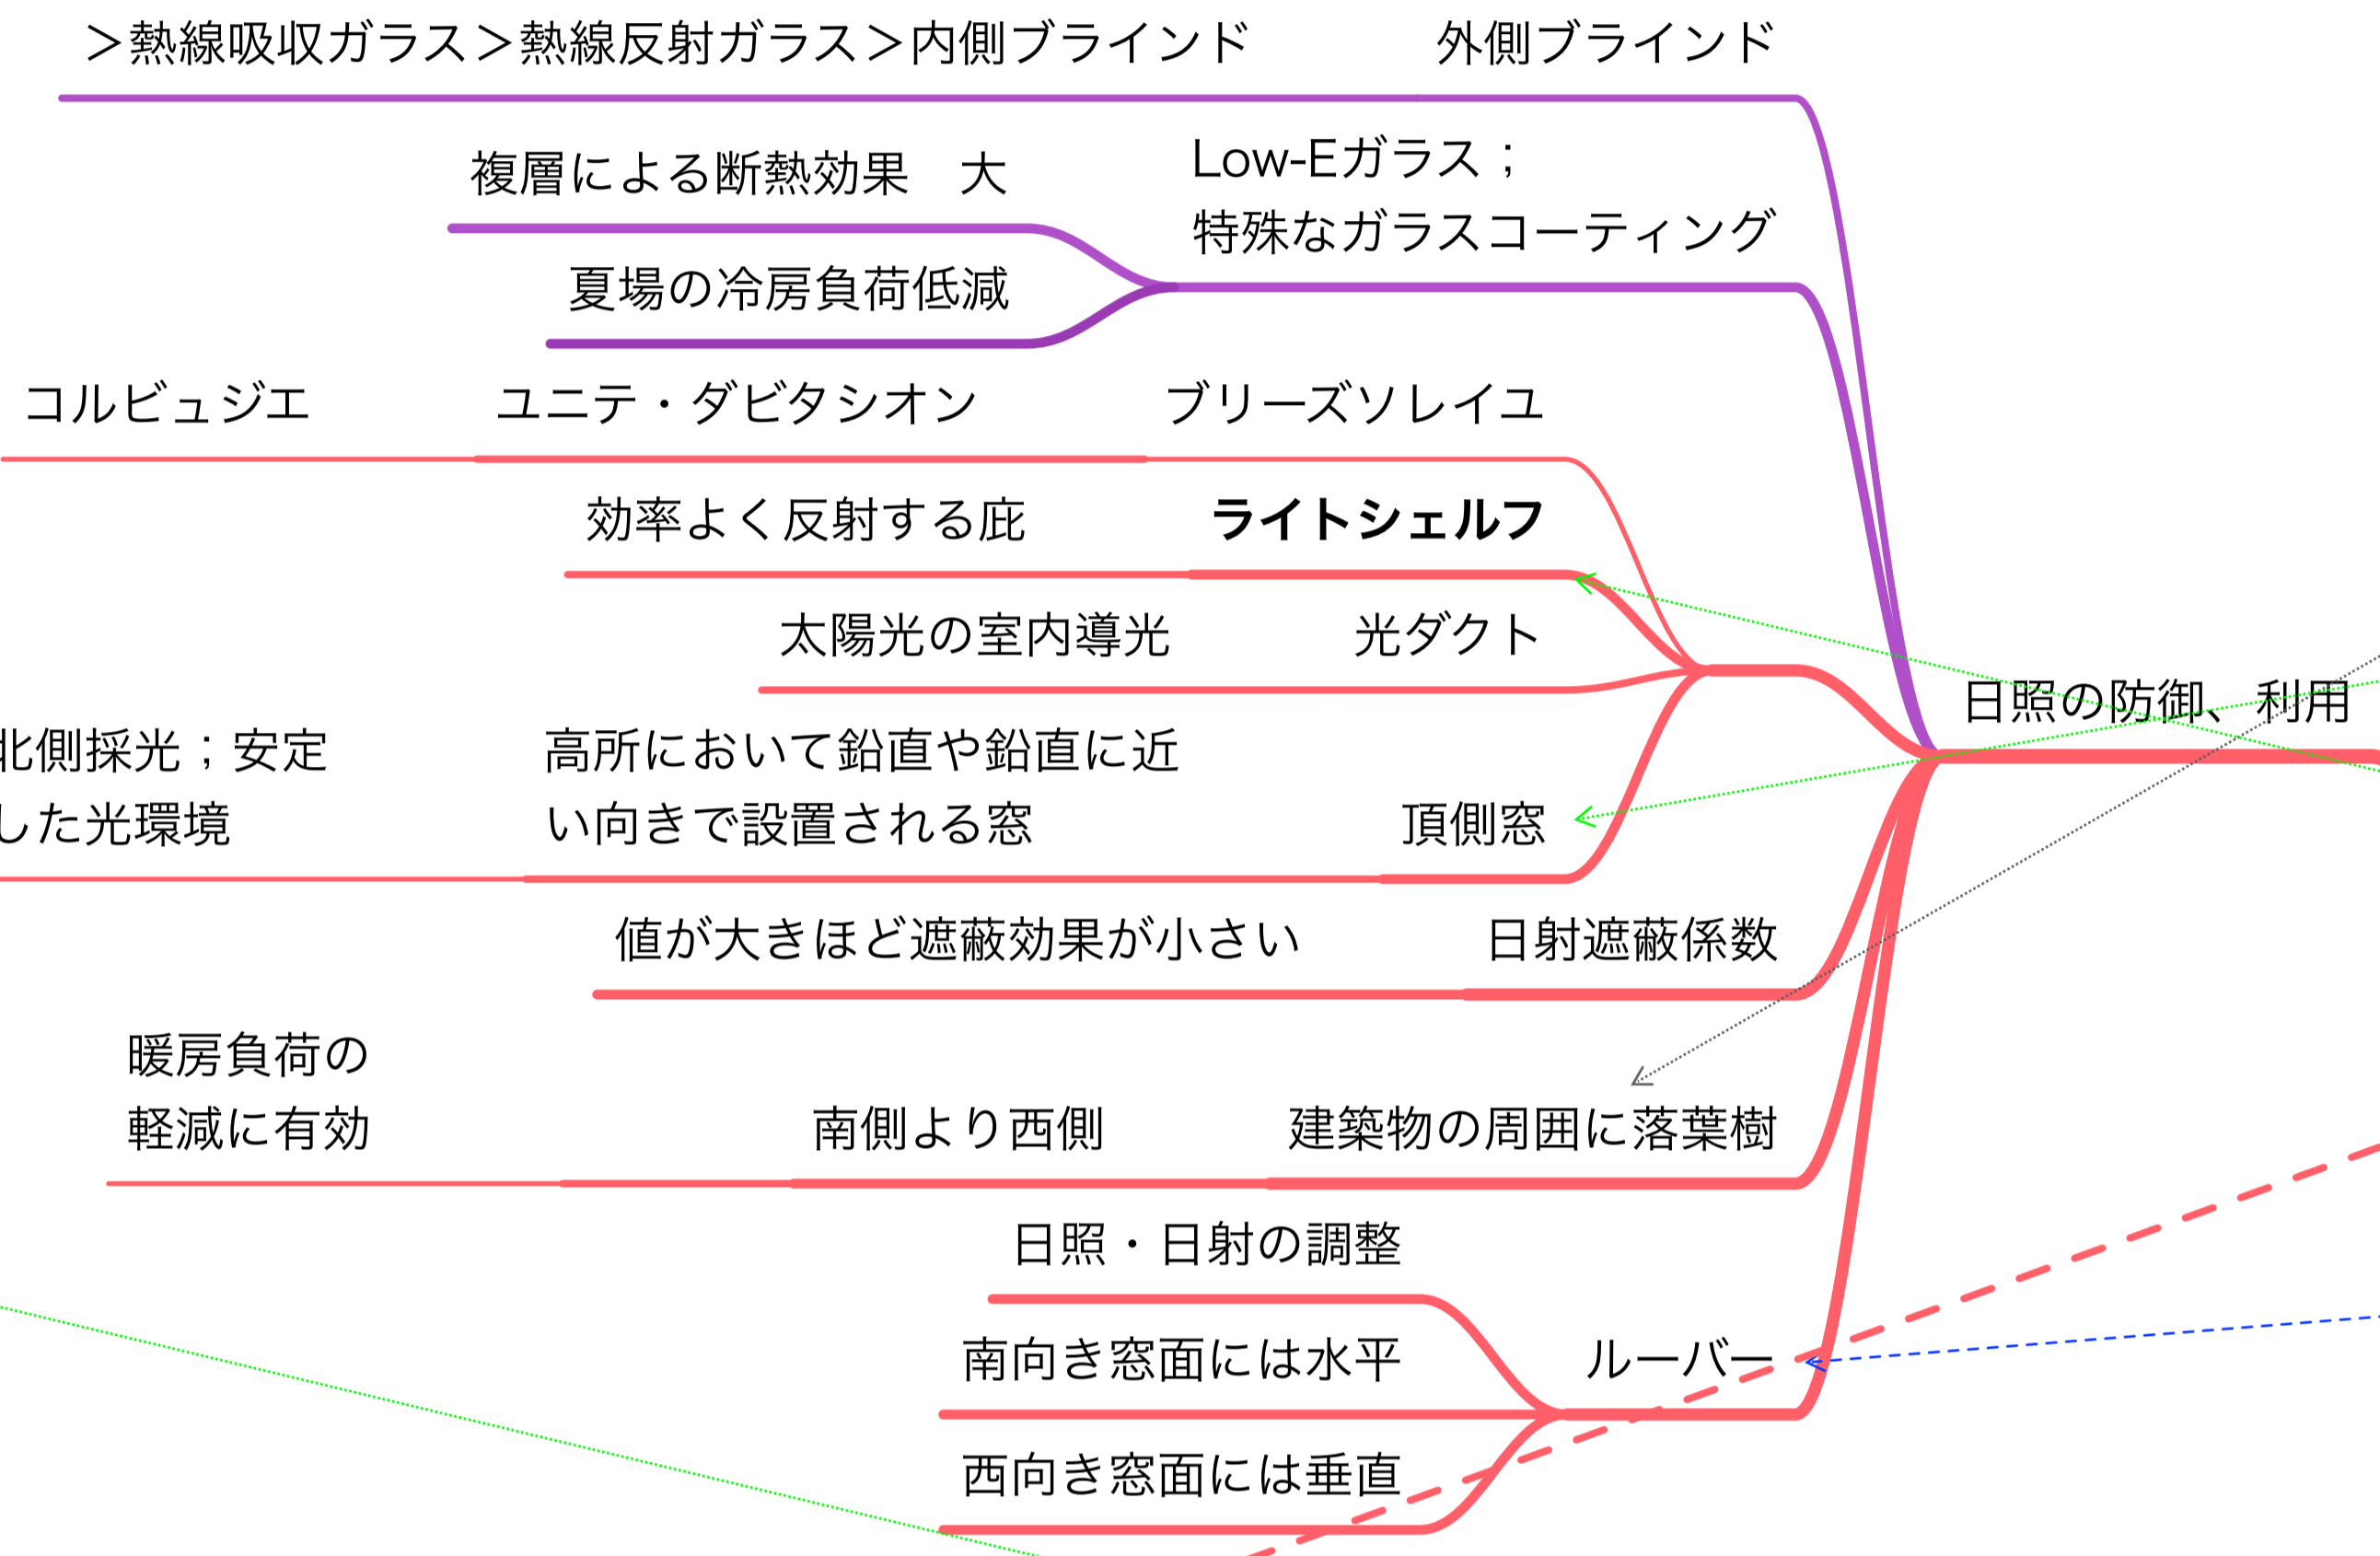 >熱線吸収ガラス>熱線反射ガラス>内側ブラインド
外側ブラインド
複層による断熱効果　大
Low-Eガラス；
特殊なガラスコーティング
夏場の冷房負荷低減
コルビュジエ
ユニテ・ダビタシオン
ブリーズソレイユ
効率よく反射する庇
ライトシェルフ
太陽光の室内導光
光ダクト
側採光；安定
した光環境
高所において鉛直や鉛直に近
い向きで設置される窓
頂側窓
日照の防御、利用
値が大きほど遮蔽効果が小さい
日射遮蔽係数
暖房負荷の
軽減に有効
南側より西側
建築物の周囲に落葉樹
日照・日射の調整
南向き窓面には水平
西向き窓面には垂直
ルーバー